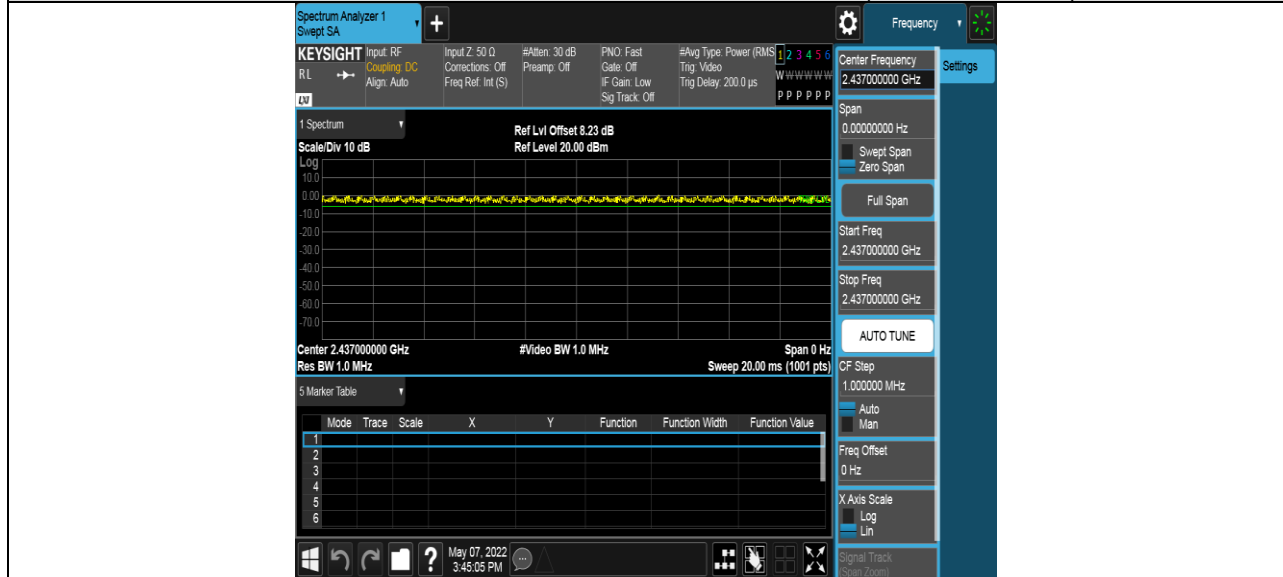 Spectrum Analyzer 1
Swept SA
+
Frequency
KEYSIGHT
RL
LXI
Input: RF
Coupling: DC
Align: Auto
Input Z: 50 Ω
Corrections: Off
Freq Ref: Int (S)
#Atten: 30 dB
Preamp: Off
PNO: Fast
Gate: Off
IF Gain: Low
Sig Track: Off
#Avg Type: Power (RMS
Trig: Video
Trig Delay: 200.0 µs
1 2 3 4 5 6
W W W W W W
P P P P P P
1 Spectrum
Scale/Div 10 dB
Ref Lvl Offset 8.23 dB
Ref Level 20.00 dBm
Log
10.0
0.00
-10.0
-20.0
-30.0
-40.0
-50.0
-60.0
-70.0
Center 2.437000000 GHz
#Video BW 1.0 MHz
Span 0 Hz
Res BW 1.0 MHz
Sweep 20.00 ms (1001 pts)
5 Marker Table
Mode Trace Scale X Y Function Function Width Function Value
1
2
3
4
5
6
?
May 07, 2022
3:45:05 PM
Center Frequency
2.437000000 GHz
Settings
Span
0.00000000 Hz
Swept Span
Zero Span
Full Span
Start Freq
2.437000000 GHz
Stop Freq
2.437000000 GHz
AUTO TUNE
CF Step
1.000000 MHz
Auto
Man
Freq Offset
0 Hz
X Axis Scale
Log
Lin
Signal Track
(Span Zoom)